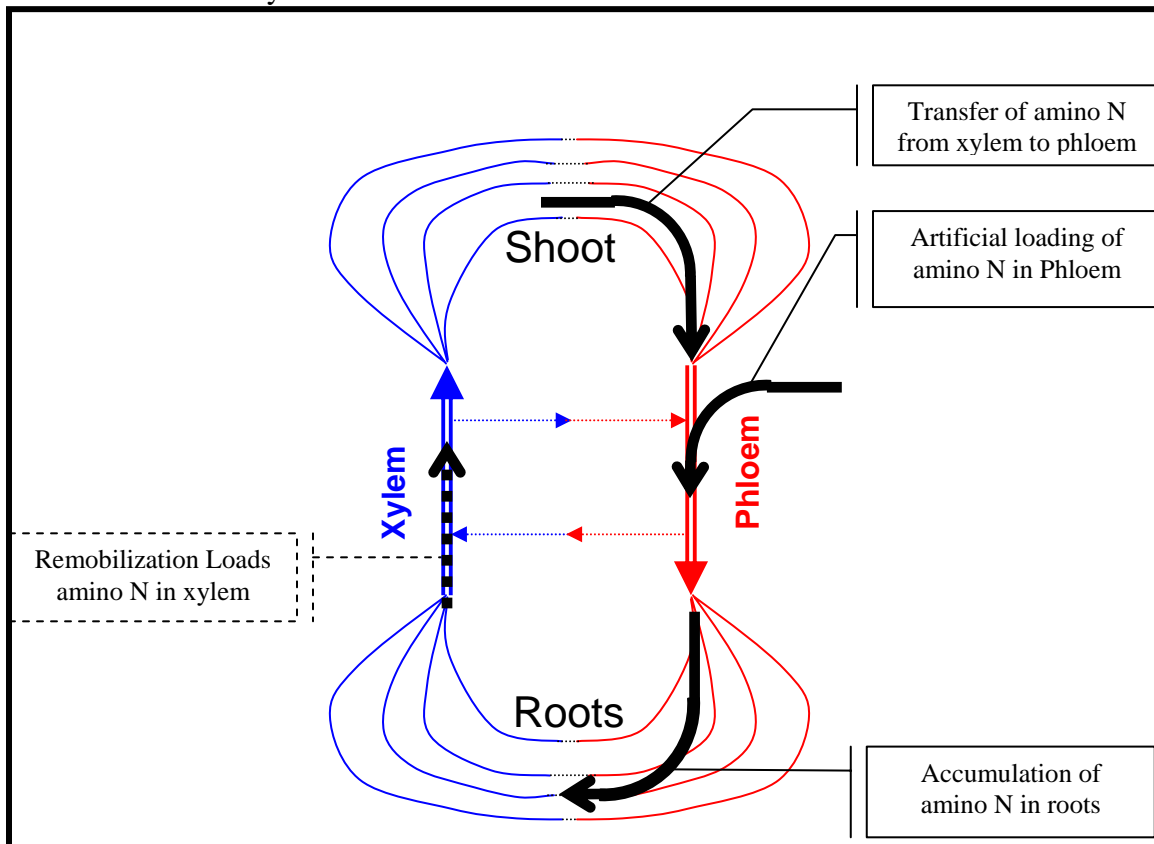 Transfer of amino N
from xylem to phloem
Artificial loading of
amino N in Phloem
Shoot
Xylem
Phloem
Remobilization Loads
amino N in xylem
Roots
Accumulation of
amino N in roots